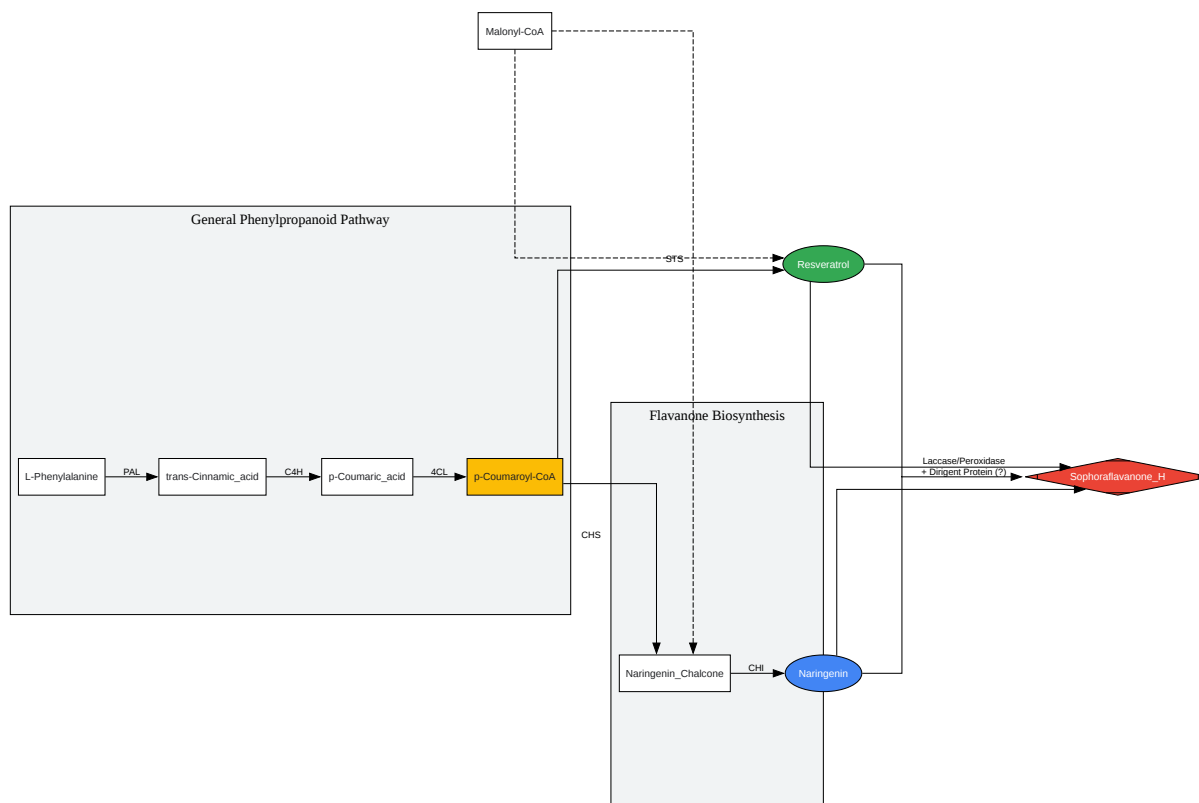 Malonyl-CoA
General Phenylpropanoid Pathway
STS
Resveratrol
Flavanone Biosynthesis
L-Phenylalanine
PAL
trans-Cinnamic_acid
C4H
p-Coumaric_acid
4CL
p-Coumaroyl-CoA
Laccase/Peroxidase
+ Dirigent Protein (?)
Sophoraflavanone_H
CHS
Naringenin_Chalcone
CHI
Naringenin